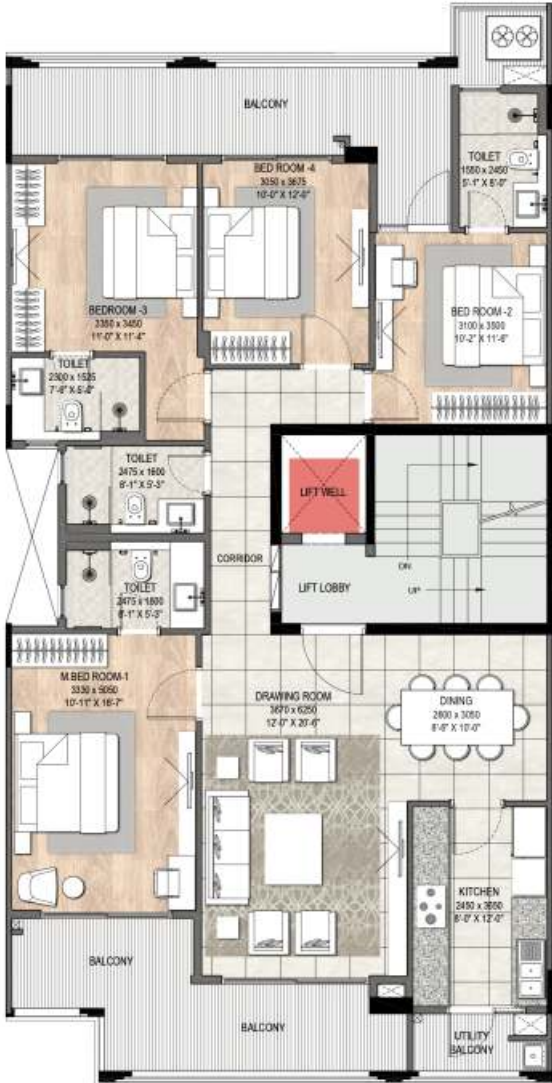 BALCONY
TOILET
1550 x 2450
5'-1" X 8'-0"
BED ROOM -4
3050 x 3675
10'-0" X 12'-0"
BEDROOM -3
3350 x 3450
11'-0" X 11'-4"
BED ROOM -2
3100 x 3500
10'-2" X 11'-6"
TOILET
2300 x 1525
7'-6" X 5'-0"
TOILET
2475 x 1600
8'-1" X 5'-3"
LIFT WELL
CORRIDOR
LIFT LOBBY
DN
UP
TOILET
2475 x 1600
8'-1" X 5'-3"
M.BED ROOM-1
3330 x 5050
10'-11" X 16'-7"
DRAWING ROOM
3670 x 6250
12'-0" X 20'-6"
DINING
2600 x 3050
8'-6" X 10'-0"
KITCHEN
2450 x 3650
8'-0" X 12'-0"
BALCONY
BALCONY
UTILITY
BALCONY